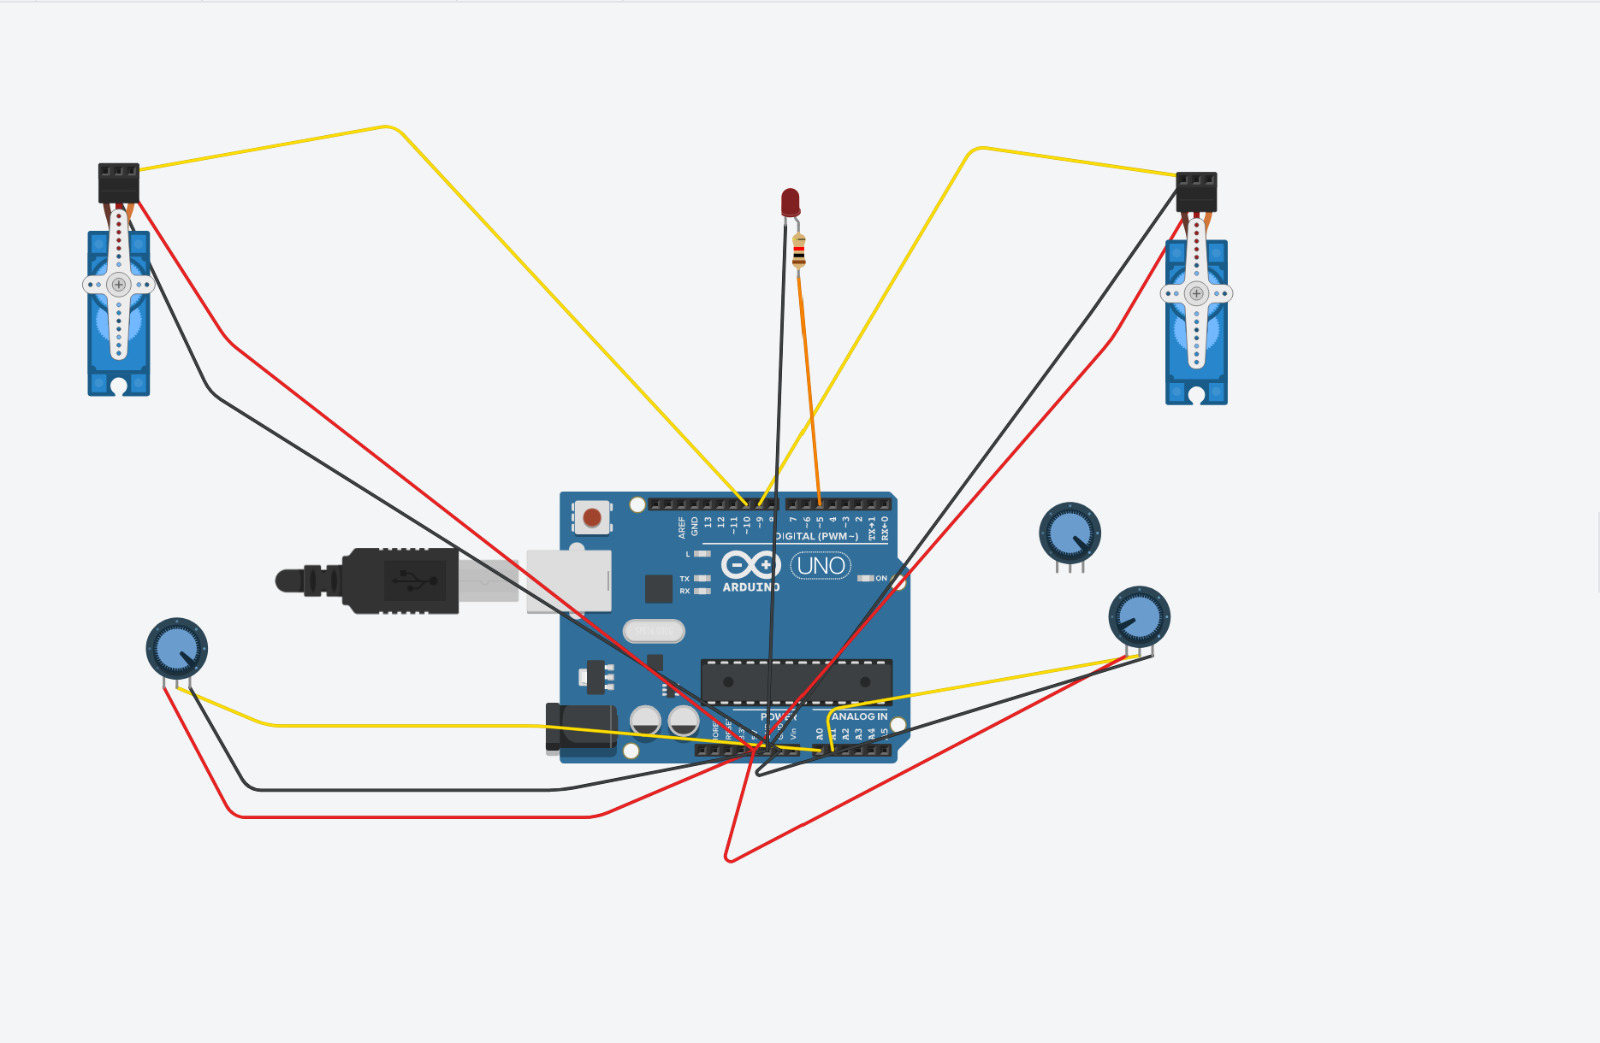 AREF
GND
13
12
~11
~10
~9
8
7
~6
~5
4
~3
2
TX→1
RX←0
DIGITAL (PWM~)
L
TX
RX
ARDUINO
UNO
ON
POWER
ANALOG IN
Vin
A0
A1
A2
A3
A4
A5